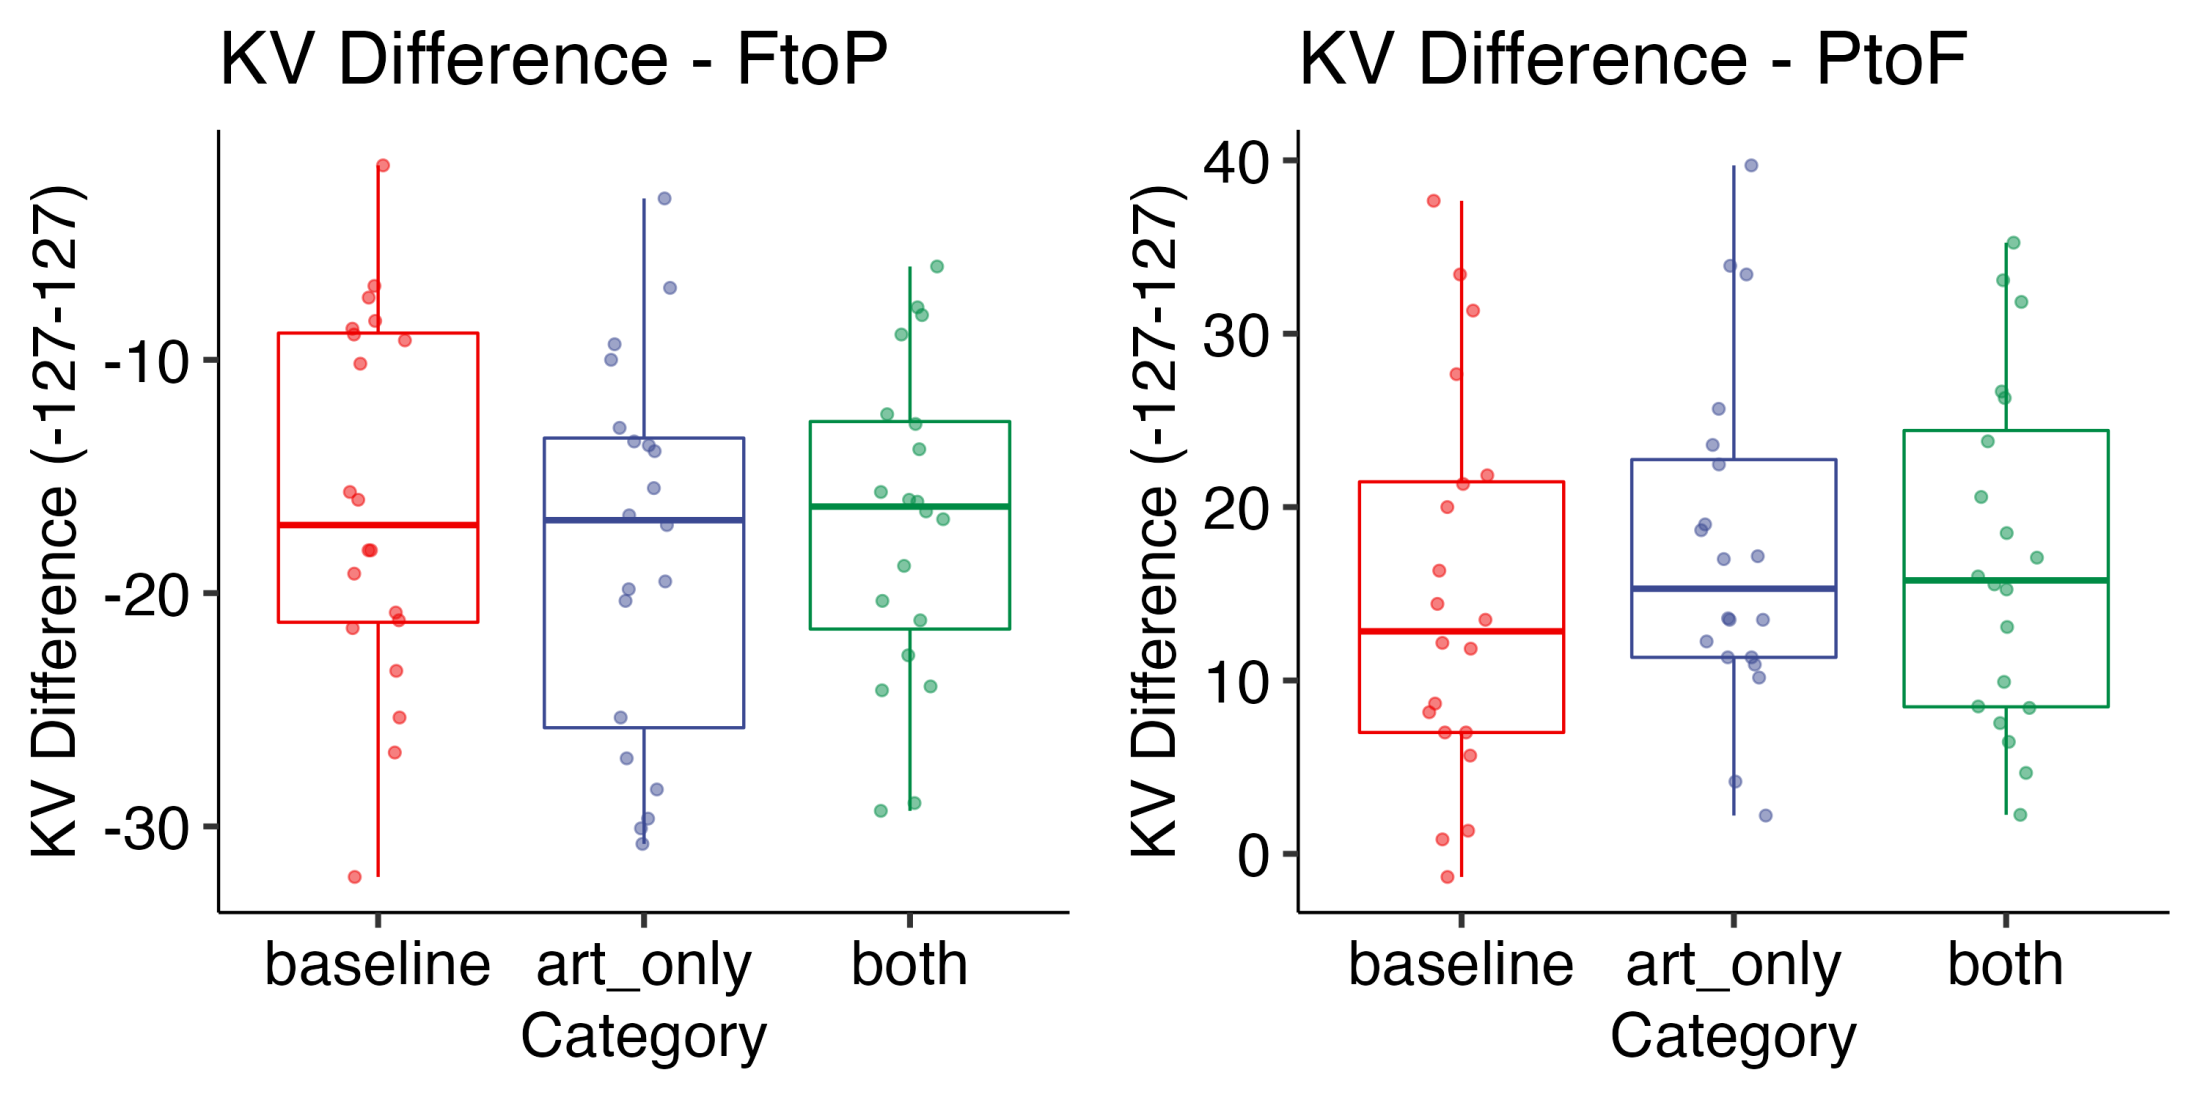 KV Difference - FtoP
KV Difference (-127-127)
-10
-20
-30
baseline
art_only
both
Category
KV Difference - PtoF
KV Difference (-127-127)
40
30
20
10
0
baseline
art_only
both
Category